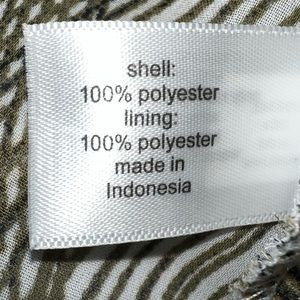 shell:
100% polyester
lining:
100% polyester
made in
Indonesia